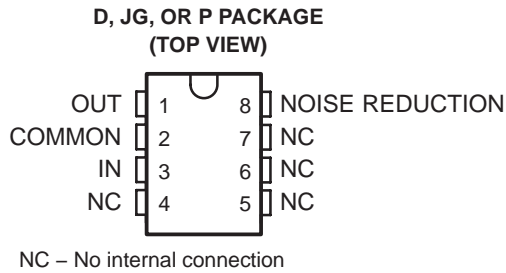 D, JG, OR P PACKAGE
(TOP VIEW)
OUT 1 8 NOISE REDUCTION
COMMON 2 7 NC
IN 3 6 NC
NC 4 5 NC
NC – No internal connection